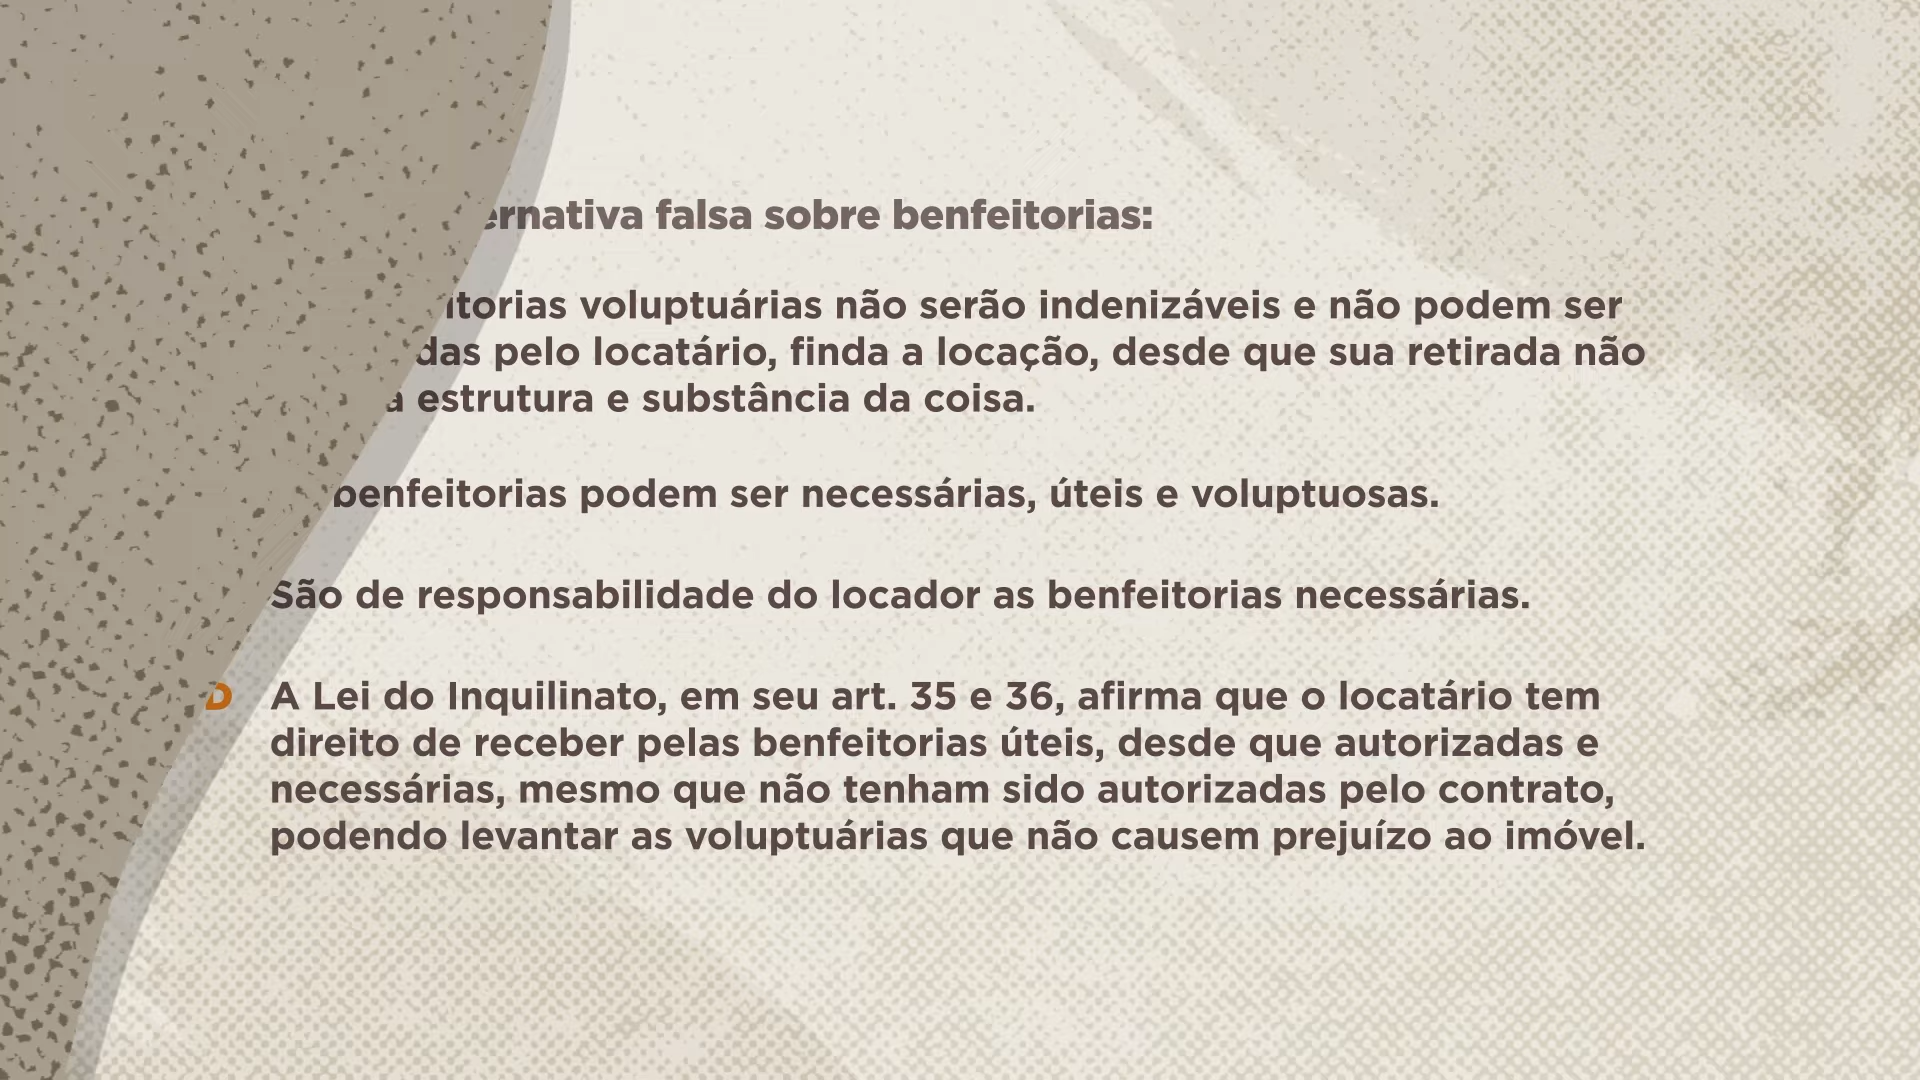 falsa sobre benfeitorias:
voluptuárias não serão indenizáveis e não podem ser
pelo locatário, finda a locação, desde que sua retirada não
a estrutura e substância da coisa.
benfeitorias podem ser necessárias, úteis e voluptuosas.
São de responsabilidade do locador as benfeitorias necessárias.
D A Lei do Inquilinato, em seu art. 35 e 36, afirma que o locatário tem
direito de receber pelas benfeitorias úteis, desde que autorizadas e
necessárias, mesmo que não tenham sido autorizadas pelo contrato,
podendo levantar as voluptuárias que não causem prejuízo ao imóvel.